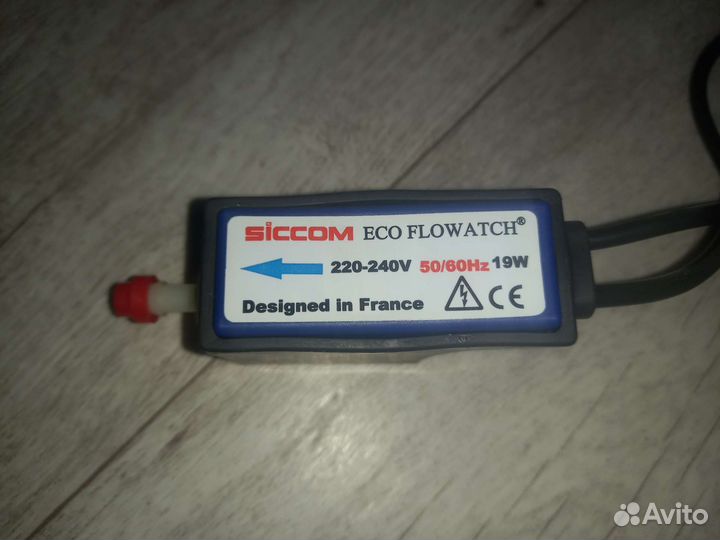 SICCOM ECO FLOWATCH®
220-240V 50/60Hz 19W
Designed in France CE
Avito